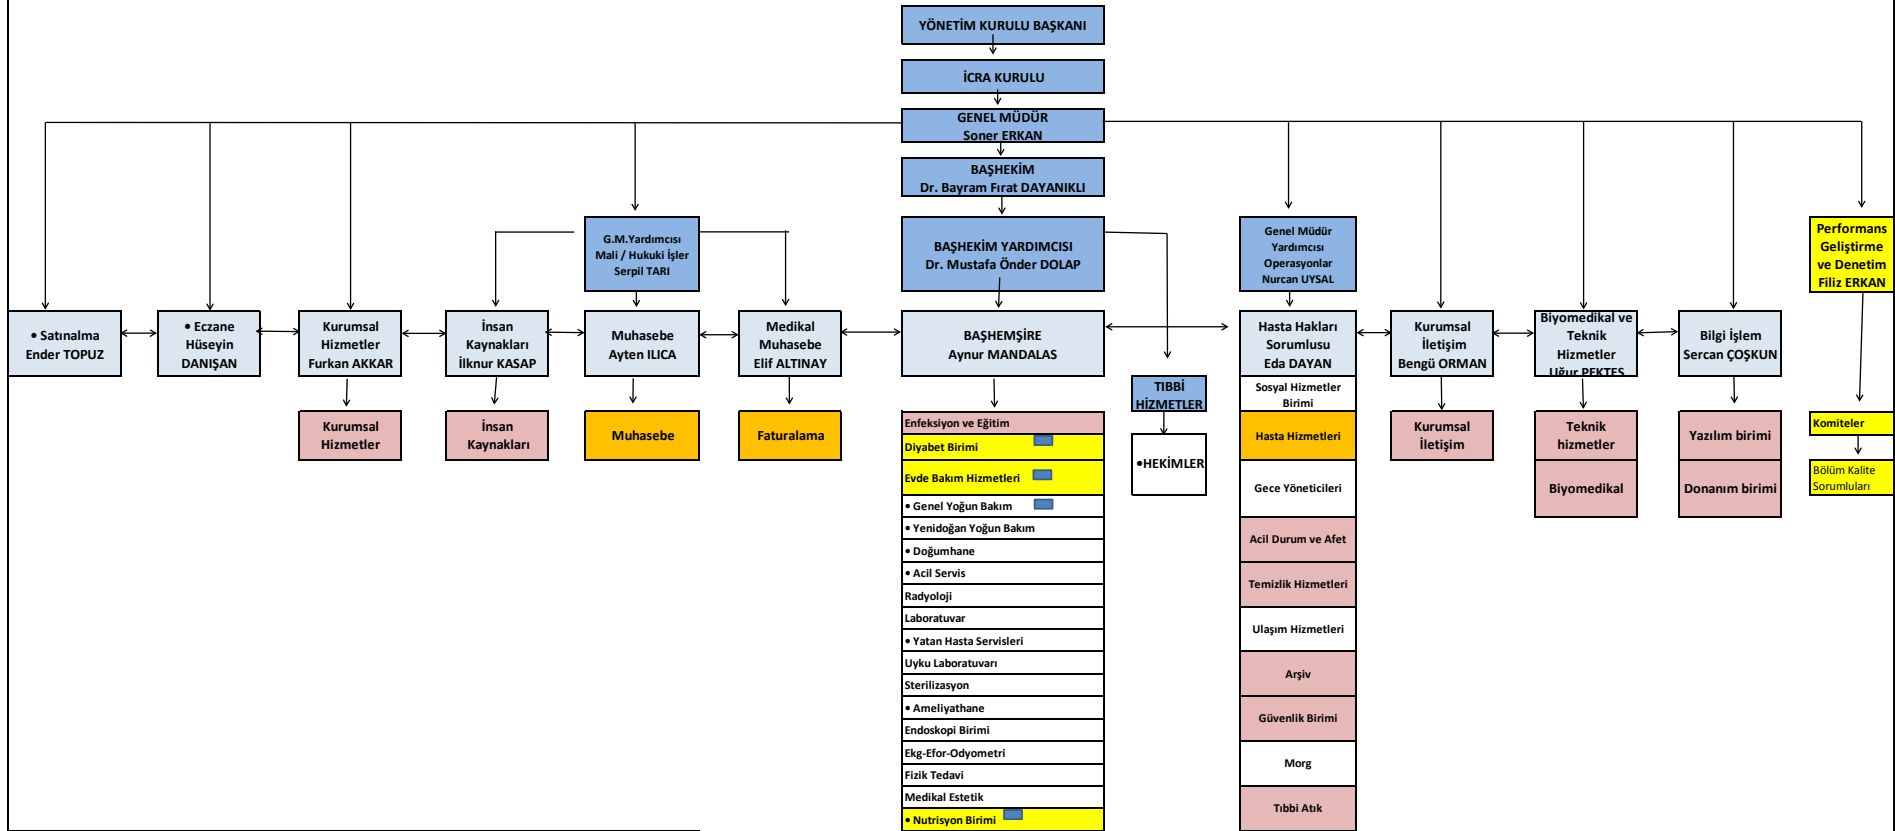 YÖNETİM KURULU BAŞKANI
İCRA KURULU
GENEL MÜDÜR
Soner ERKAN
BAŞHEKİM
Dr. Bayram Fırat DAYANIKLI
G.M.Yardımcısı
Mali / Hukuki İşler
Serpil TARI
BAŞHEKİM YARDIMCISI
Dr. Mustafa Önder DOLAP
Genel Müdür
Yardımcısı
Operasyonlar
Nurcan UYSAL
Performans
Geliştirme
ve Denetim
Filiz ERKAN
• Satınalma
Ender TOPUZ
• Eczane
Hüseyin
DANIŞAN
Kurumsal
Hizmetler
Furkan AKKAR
İnsan
Kaynakları
İlknur KASAP
Muhasebe
Ayten ILICA
Medikal
Muhasebe
Elif ALTINAY
BAŞHEMŞİRE
Aynur MANDALAS
Hasta Hakları
Sorumlusu
Eda DAYAN
Kurumsal
İletişim
Bengü ORMAN
Biyomedikal ve
Teknik
Hizmetler
Uğur PEKTEŞ
Bilgi İşlem
Sercan ÇOŞKUN
Kurumsal
Hizmetler
İnsan
Kaynakları
Muhasebe
Faturalama
Enfeksiyon ve Eğitim
Diyabet Birimi
Evde Bakım Hizmetleri
• Genel Yoğun Bakım
• Yenidoğan Yoğun Bakım
• Doğumhane
• Acil Servis
Radyoloji
Laboratuvar
• Yatan Hasta Servisleri
Uyku Laboratuvarı
Sterilizasyon
• Ameliyathane
Endoskopi Birimi
Ekg-Efor-Odyometri
Fizik Tedavi
Medikal Estetik
• Nutrisyon Birimi
TIBBİ
HİZMETLER
•HEKİMLER
Sosyal Hizmetler
Birimi
Hasta Hizmetleri
Gece Yöneticileri
Acil Durum ve Afet
Temizlik Hizmetleri
Ulaşım Hizmetleri
Arşiv
Güvenlik Birimi
Morg
Tıbbi Atık
Kurumsal
İletişim
Teknik
hizmetler
Biyomedikal
Yazılım birimi
Donanım birimi
Komiteler
Bölüm Kalite
Sorumluları